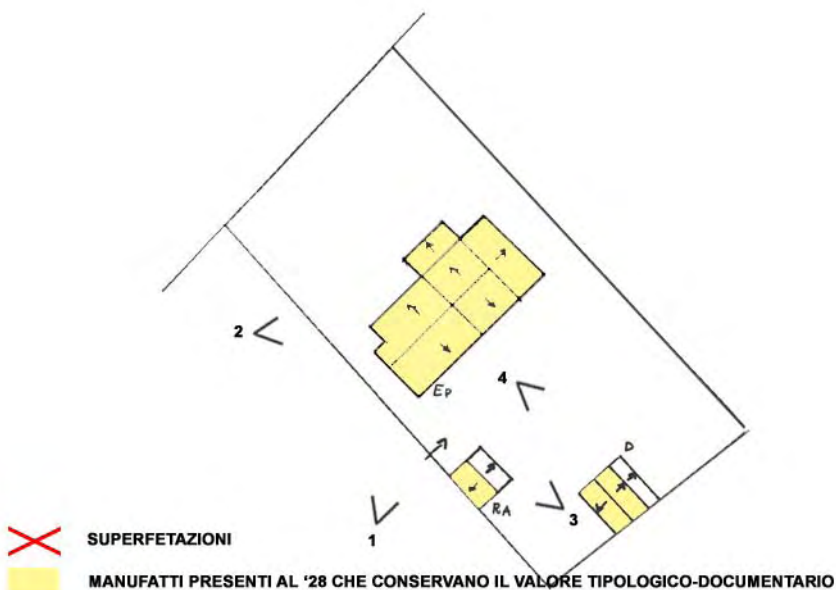 2
EP
4
D
RA
3
1
SUPERFETAZIONI
MANUFATTI PRESENTI AL '28 CHE CONSERVANO IL VALORE TIPOLOGICO-DOCUMENTARIO